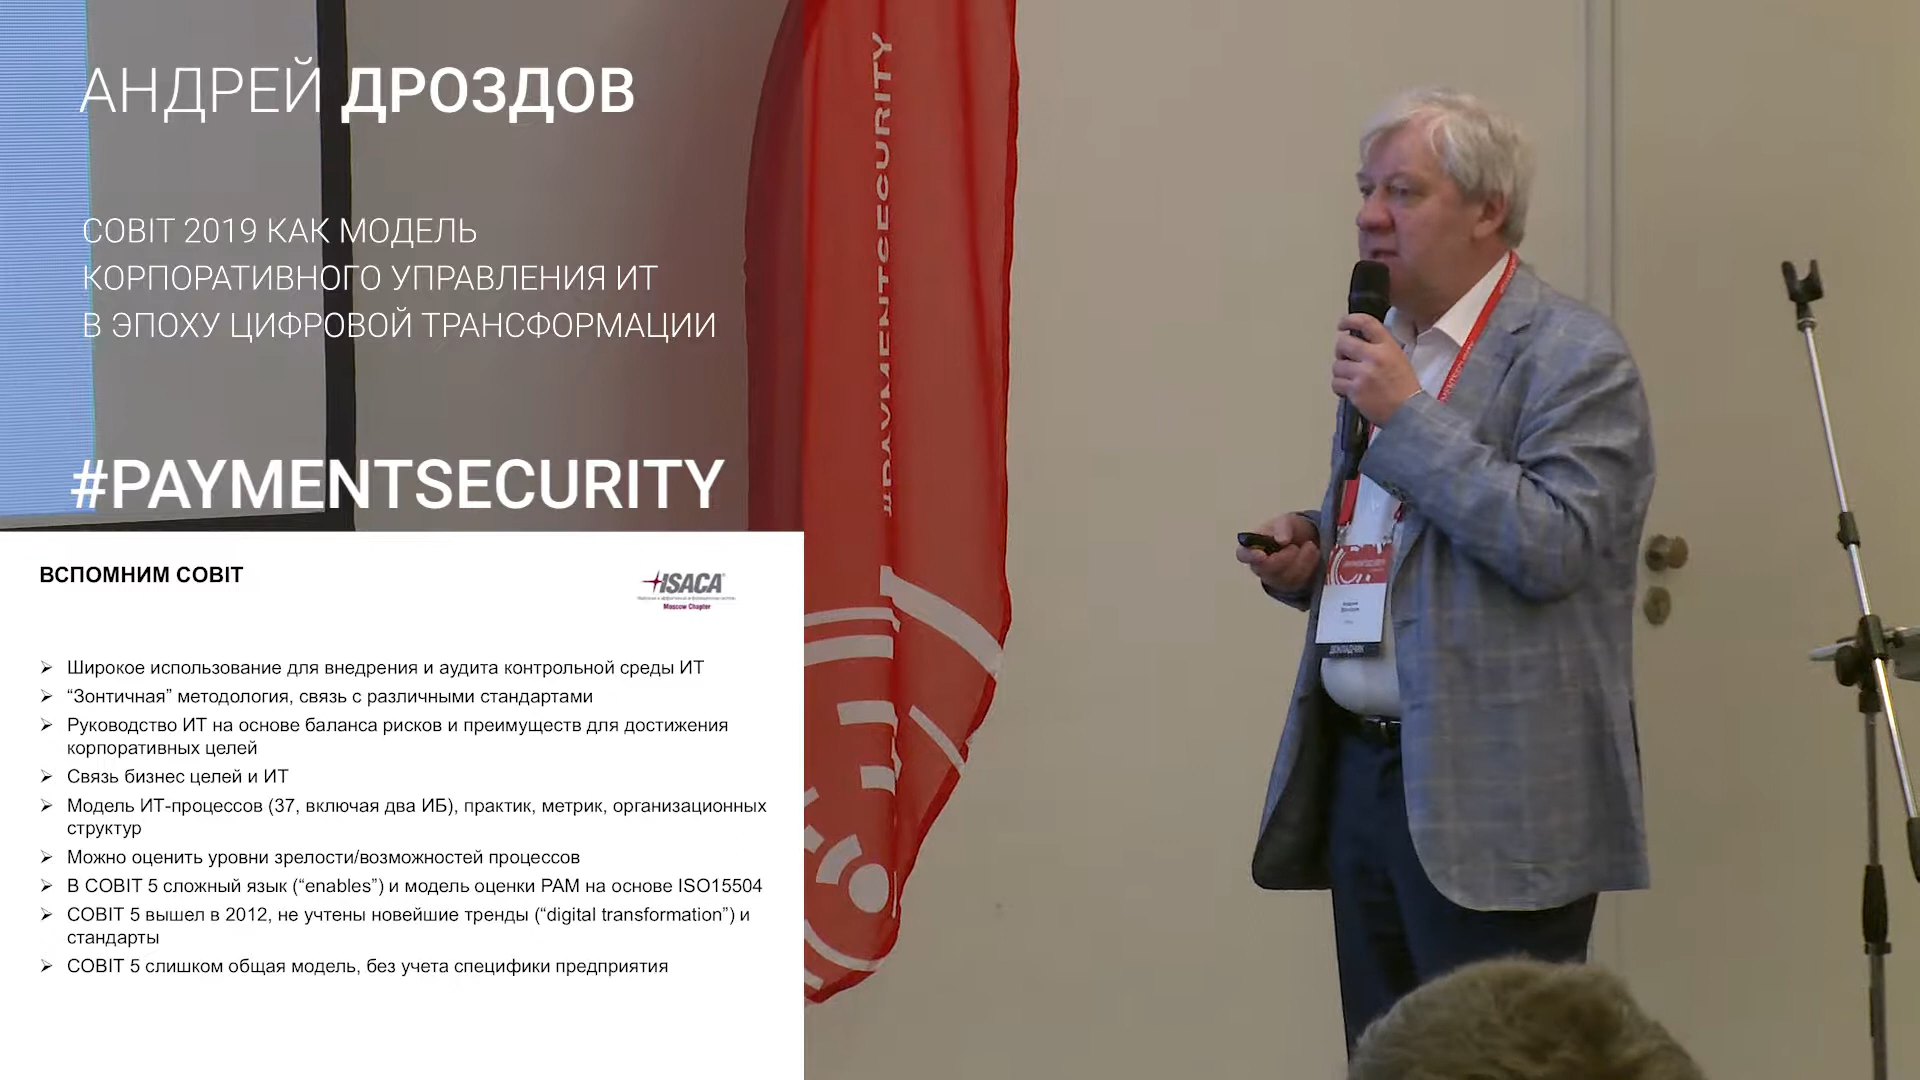 АНДРЕЙ ДРОЗДОВ
COBIT 2019 КАК МОДЕЛЬ
КОРПОРАТИВНОГО УПРАВЛЕНИЯ ИТ
В ЭПОХУ ЦИФРОВОЙ ТРАНСФОРМАЦИИ
#PAYMENTSECURITY
ВСПОМНИМ COBIT
ISACA
Moscow Chapter
Широкое использование для внедрения и аудита контрольной среды ИТ
“Зонтичная” методология, связь с различными стандартами
Руководство ИТ на основе баланса рисков и преимуществ для достижения
корпоративных целей
Связь бизнес целей и ИТ
Модель ИТ-процессов (37, включая два ИБ), практик, метрик, организационных
структур
Можно оценить уровни зрелости/возможностей процессов
В COBIT 5 сложный язык (“enables”) и модель оценки PAM на основе ISO15504
COBIT 5 вышел в 2012, не учтены новейшие тренды (“digital transformation”) и
стандарты
COBIT 5 слишком общая модель, без учета специфики предприятия
#PAYMENTSECURITY
ДОКЛАДЧИК